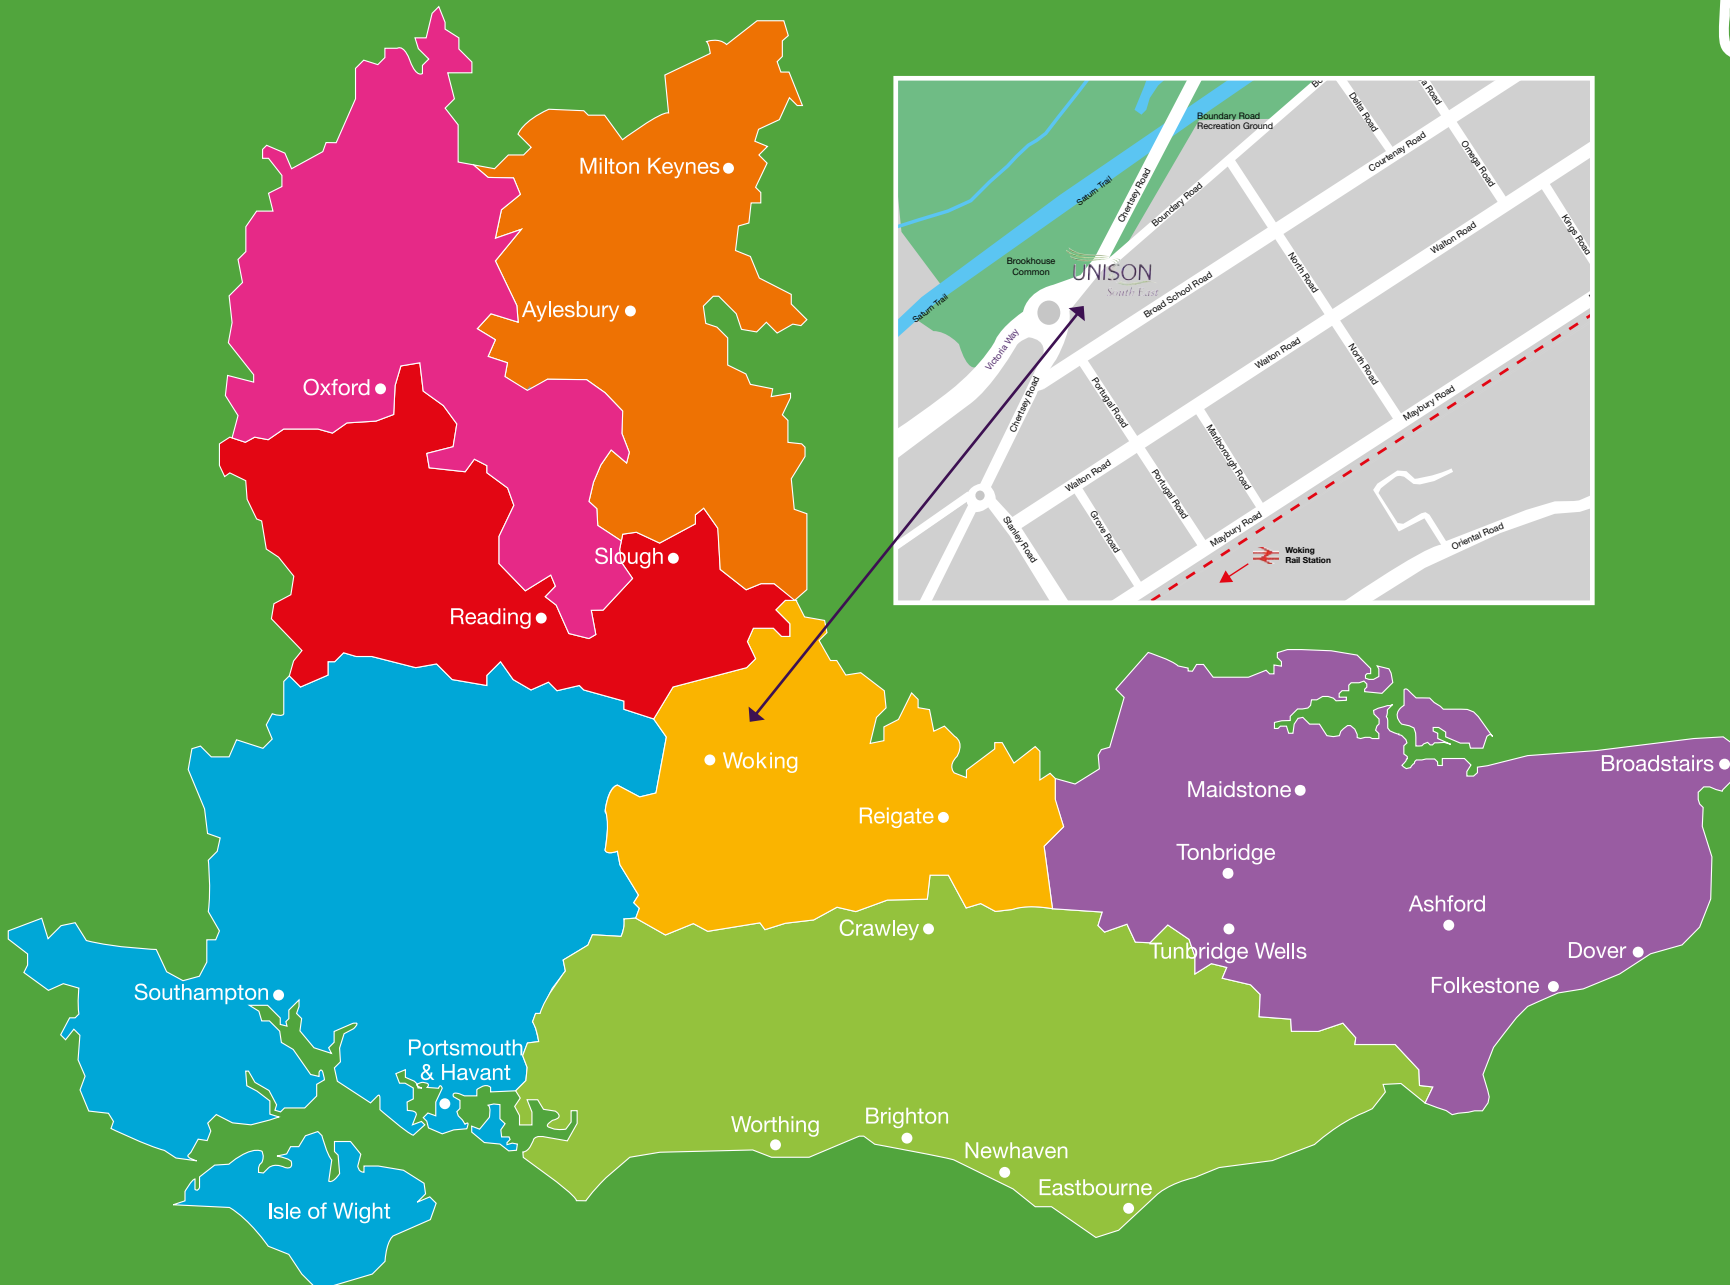 Milton Keynes
Aylesbury
Oxford
Slough
Reading
Woking
Reigate
Maidstone
Broadstairs
Tonbridge
Ashford
Tunbridge Wells
Dover
Folkestone
Crawley
Southampton
Portsmouth
& Havant
Worthing
Brighton
Newhaven
Eastbourne
Isle of Wight
Boundary Road
Recreation Ground
Delta Road
Road
Courtenay Road
Omega Road
Saturn Trail
Chertsey Road
Boundary Road
Kings Road
Walton Road
Brookhouse
Common
UNISON
South East
North Road
Broad School Road
Saturn Trail
Victoria Way
Walton Road
North Road
Chertsey Road
Portugal Road
Maybury Road
Marlborough Road
Walton Road
Portugal Road
Grove Road
Stanley Road
Maybury Road
Oriental Road
Woking
Rail Station